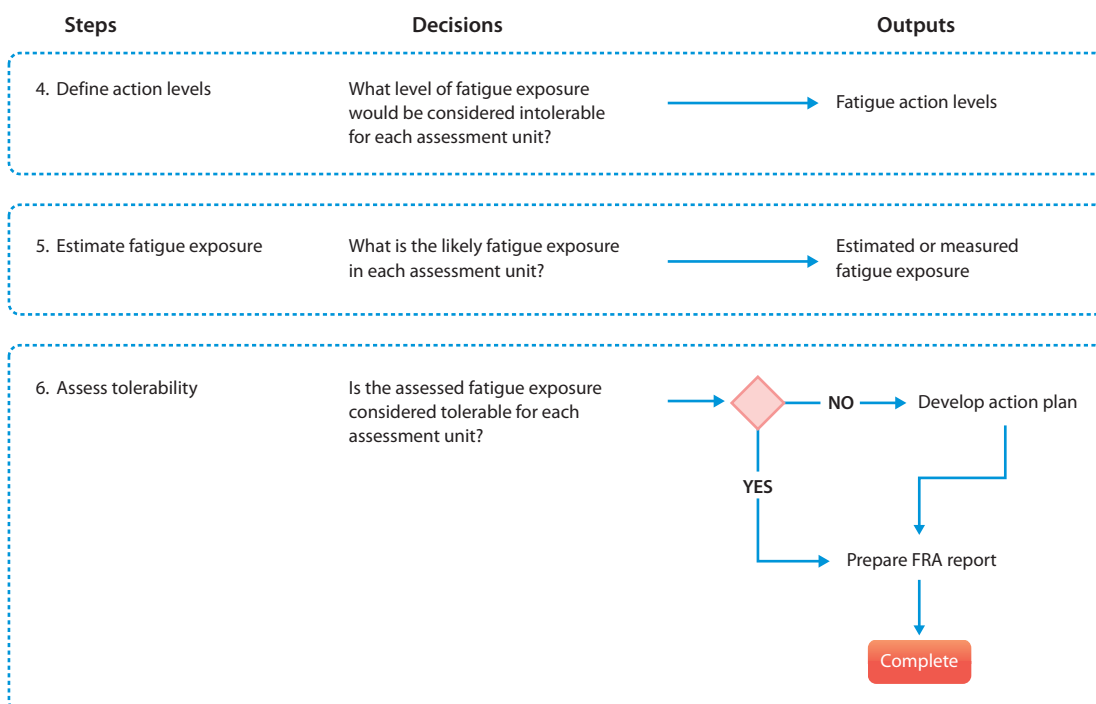 Steps
Decisions
Outputs
4. Define action levels
What level of fatigue exposure
would be considered intolerable
for each assessment unit?
Fatigue action levels
5. Estimate fatigue exposure
What is the likely fatigue exposure
in each assessment unit?
Estimated or measured
fatigue exposure
6. Assess tolerability
Is the assessed fatigue exposure
considered tolerable for each
assessment unit?
NO
Develop action plan
YES
Prepare FRA report
Complete